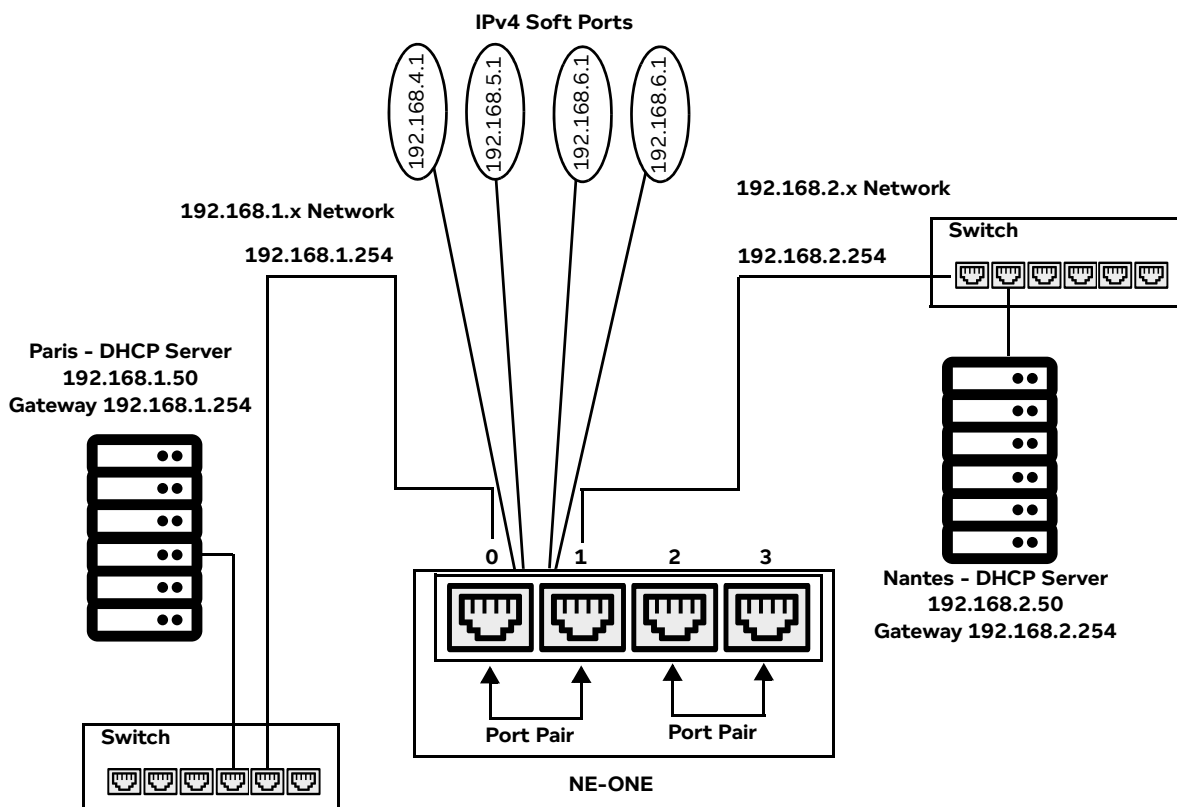 IPv4 Soft Ports
192.168.4.1
192.168.5.1
192.168.6.1
192.168.6.1
192.168.1.x Network
192.168.1.254
192.168.2.x Network
192.168.2.254
Switch
Paris - DHCP Server
192.168.1.50
Gateway 192.168.1.254
Nantes - DHCP Server
192.168.2.50
Gateway 192.168.2.254
0
1
2
3
Port Pair
Port Pair
NE-ONE
Switch